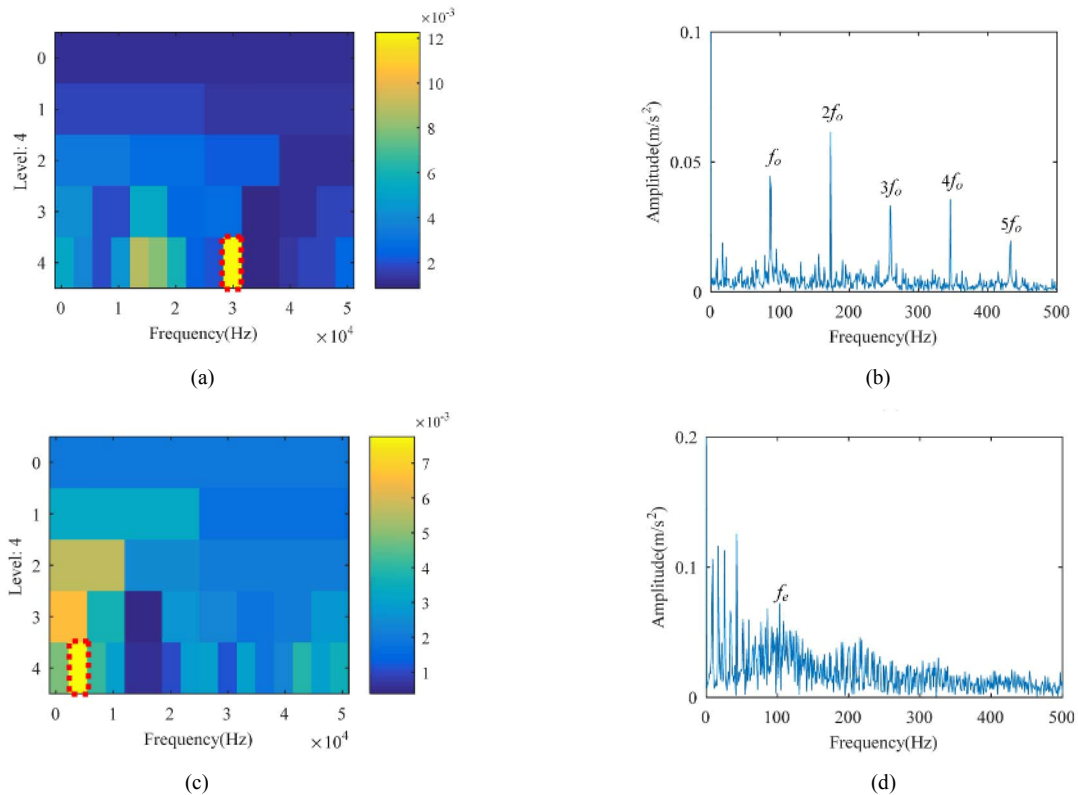 ×10⁻³
0
1
2
3
4
Level: 4
0 1 2 3 4 5
Frequency(Hz)
×10⁴
12
10
8
6
4
2
(a)
0.1
0.05
0
Amplitude(m/s²)
fₒ
2fₒ
3fₒ
4fₒ
5fₒ
0 100 200 300 400 500
Frequency(Hz)
(b)
×10⁻³
0
1
2
3
4
Level: 4
0 1 2 3 4 5
Frequency(Hz)
×10⁴
7
6
5
4
3
2
1
(c)
0.2
0.1
0
Amplitude(m/s²)
fₑ
0 100 200 300 400 500
Frequency(Hz)
(d)